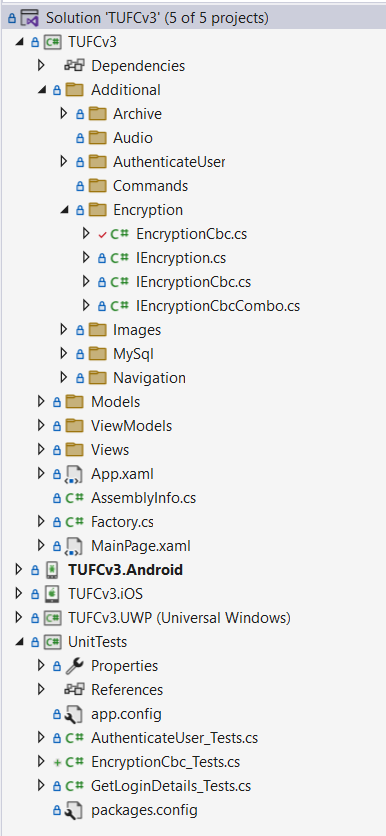 Solution 'TUFCv3' (5 of 5 projects)
TUFCv3
Dependencies
Additional
Archive
Audio
AuthenticateUser
Commands
Encryption
C# EncryptionCbc.cs
C# IEncryption.cs
C# IEncryptionCbc.cs
C# IEncryptionCbcCombo.cs
Images
MySql
Navigation
Models
ViewModels
Views
App.xaml
C# AssemblyInfo.cs
C# Factory.cs
MainPage.xaml
TUFCv3.Android
TUFCv3.iOS
TUFCv3.UWP (Universal Windows)
UnitTests
Properties
References
app.config
C# AuthenticateUser_Tests.cs
C# EncryptionCbc_Tests.cs
C# GetLoginDetails_Tests.cs
packages.config